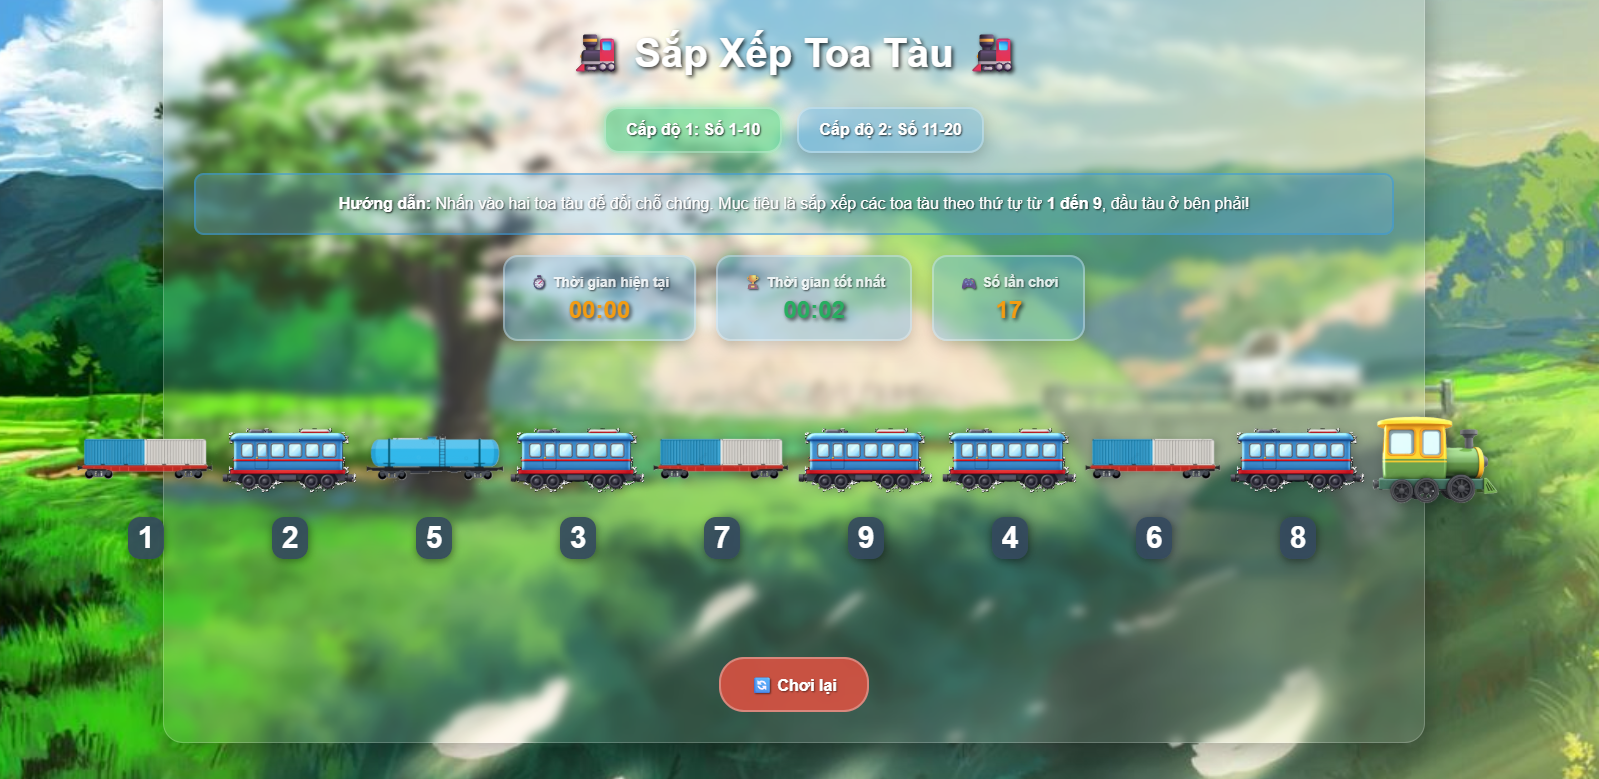 Sắp Xếp Toa Tàu
Cấp độ 1: Số 1-10
Cấp độ 2: Số 11-20
Hướng dẫn: Nhấn vào hai toa tàu để đổi chỗ chúng. Mục tiêu là sắp xếp các toa tàu theo thứ tự từ 1 đến 9, đầu tàu ở bên phải!
Thời gian hiện tại
00:00
Thời gian tốt nhất
00:02
Số lần chơi
17
1 2 5 3 7 9 4 6 8
Chơi lại